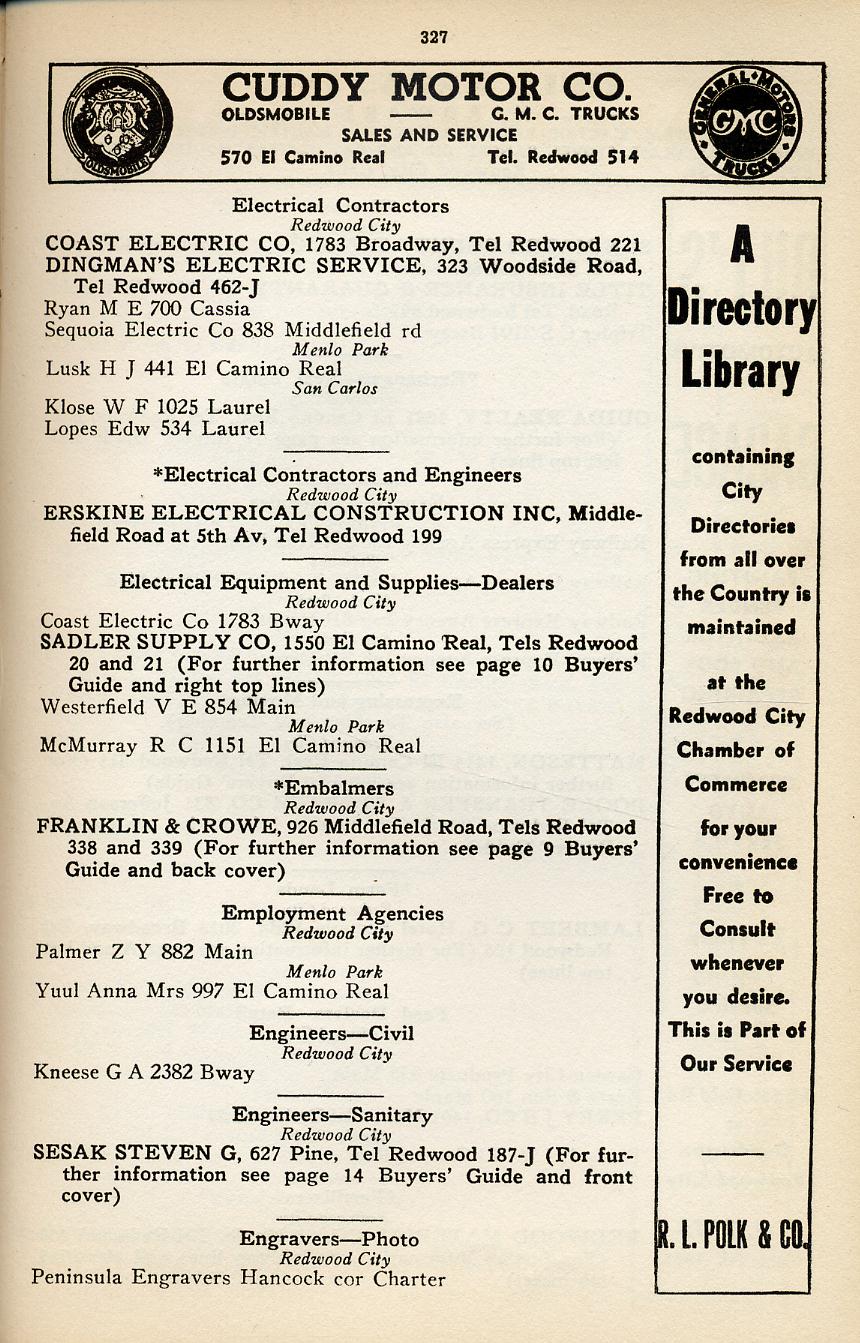 327
CUDDY MOTOR CO.
OLDSMOBILE — G. M. C. TRUCKS
SALES AND SERVICE
570 El Camino Real Tel. Redwood 514
OLDSMOBILE
GENERAL MOTORS
GMC
TRUCKS
Electrical Contractors
Redwood City
COAST ELECTRIC CO, 1783 Broadway, Tel Redwood 221
DINGMAN'S ELECTRIC SERVICE, 323 Woodside Road,
Tel Redwood 462-J
Ryan M E 700 Cassia
Sequoia Electric Co 838 Middlefield rd
Menlo Park
Lusk H J 441 El Camino Real
San Carlos
Klose W F 1025 Laurel
Lopes Edw 534 Laurel
*Electrical Contractors and Engineers
Redwood City
ERSKINE ELECTRICAL CONSTRUCTION INC, Middle-
field Road at 5th Av, Tel Redwood 199
Electrical Equipment and Supplies—Dealers
Redwood City
Coast Electric Co 1783 Bway
SADLER SUPPLY CO, 1550 El Camino Real, Tels Redwood
20 and 21 (For further information see page 10 Buyers'
Guide and right top lines)
Westerfield V E 854 Main
Menlo Park
McMurray R C 1151 El Camino Real
*Embalmers
Redwood City
FRANKLIN & CROWE, 926 Middlefield Road, Tels Redwood
338 and 339 (For further information see page 9 Buyers'
Guide and back cover)
Employment Agencies
Redwood City
Palmer Z Y 882 Main
Menlo Park
Yuul Anna Mrs 997 El Camino Real
Engineers—Civil
Redwood City
Kneese G A 2382 Bway
Engineers—Sanitary
Redwood City
SESAK STEVEN G, 627 Pine, Tel Redwood 187-J (For fur-
ther information see page 14 Buyers' Guide and front
cover)
Engravers—Photo
Redwood City
Peninsula Engravers Hancock cor Charter
A
Directory
Library
containing
City
Directories
from all over
the Country is
maintained
at the
Redwood City
Chamber of
Commerce
for your
convenience
Free to
Consult
whenever
you desire.
This is Part of
Our Service
R. L. POLK & CO.